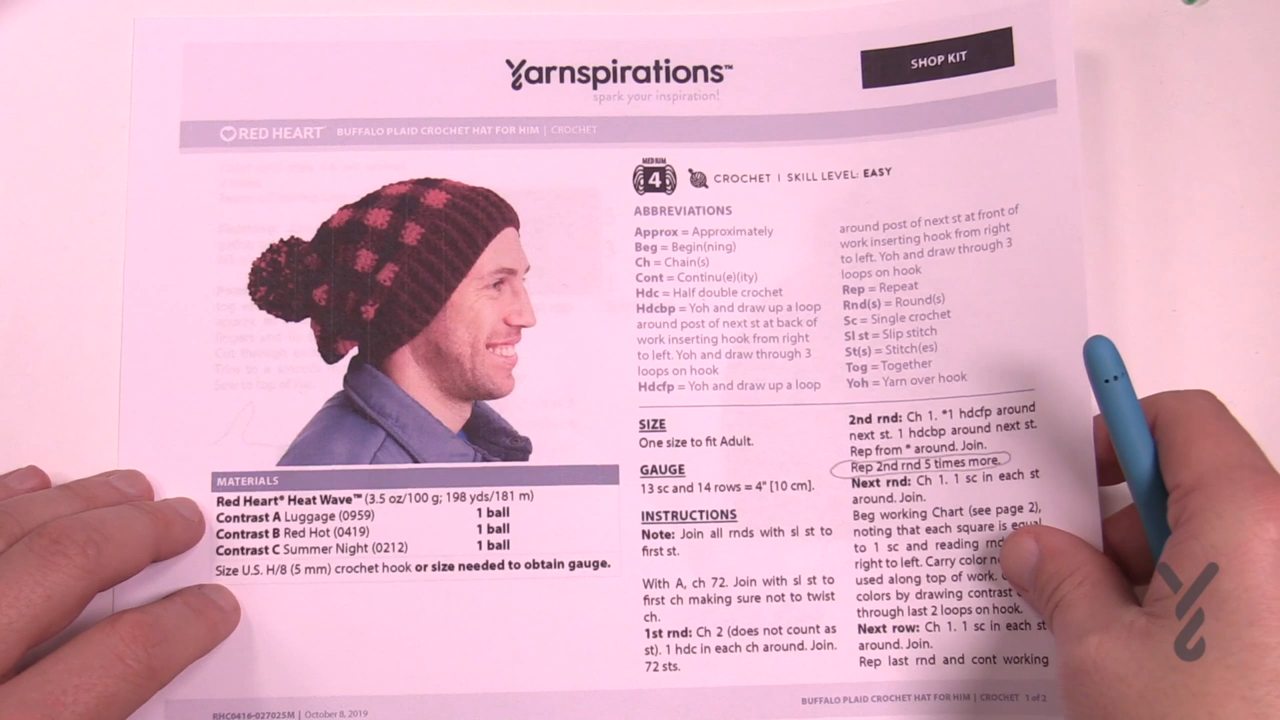 Yarnspirations™
spark your inspiration!
SHOP KIT
RED HEART® BUFFALO PLAID CROCHET HAT FOR HIM | CROCHET
MEDIUM
4
CROCHET | SKILL LEVEL: EASY
ABBREVIATIONS
Approx = Approximately
Beg = Begin(ning)
Ch = Chain(s)
Cont = Continu(e)(ity)
Hdc = Half double crochet
Hdcbp = Yoh and draw up a loop
around post of next st at back of
work inserting hook from right
to left. Yoh and draw through 3
loops on hook
Hdcfp = Yoh and draw up a loop
around post of next st at front of
work inserting hook from right
to left. Yoh and draw through 3
loops on hook
Rep = Repeat
Rnd(s) = Round(s)
Sc = Single crochet
Sl st = Slip stitch
St(s) = Stitch(es)
Tog = Together
Yoh = Yarn over hook
MATERIALS
Red Heart® Heat Wave™ (3.5 oz/100 g; 198 yds/181 m)
Contrast A Luggage (0959) 1 ball
Contrast B Red Hot (0419) 1 ball
Contrast C Summer Night (0212) 1 ball
Size U.S. H/8 (5 mm) crochet hook or size needed to obtain gauge.
SIZE
One size to fit Adult.
GAUGE
13 sc and 14 rows = 4" [10 cm].
INSTRUCTIONS
Note: Join all rnds with sl st to
first st.
With A, ch 72. Join with sl st to
first ch making sure not to twist
ch.
1st rnd: Ch 2 (does not count as
st). 1 hdc in each ch around. Join.
72 sts.
2nd rnd: Ch 1. *1 hdcfp around
next st. 1 hdcbp around next st.
Rep from * around. Join.
Rep 2nd rnd 5 times more.
Next rnd: Ch 1. 1 sc in each st
around. Join.
Beg working Chart (see page 2),
noting that each square is equal
to 1 sc and reading rnd
right to left. Carry color
used along top of work.
colors by drawing contrast
through last 2 loops on hook.
Next row: Ch 1. 1 sc in each st
around. Join.
Rep last rnd and cont working
RHC0416-027025M | October 8, 2019
BUFFALO PLAID CROCHET HAT FOR HIM | CROCHET 1 of 2